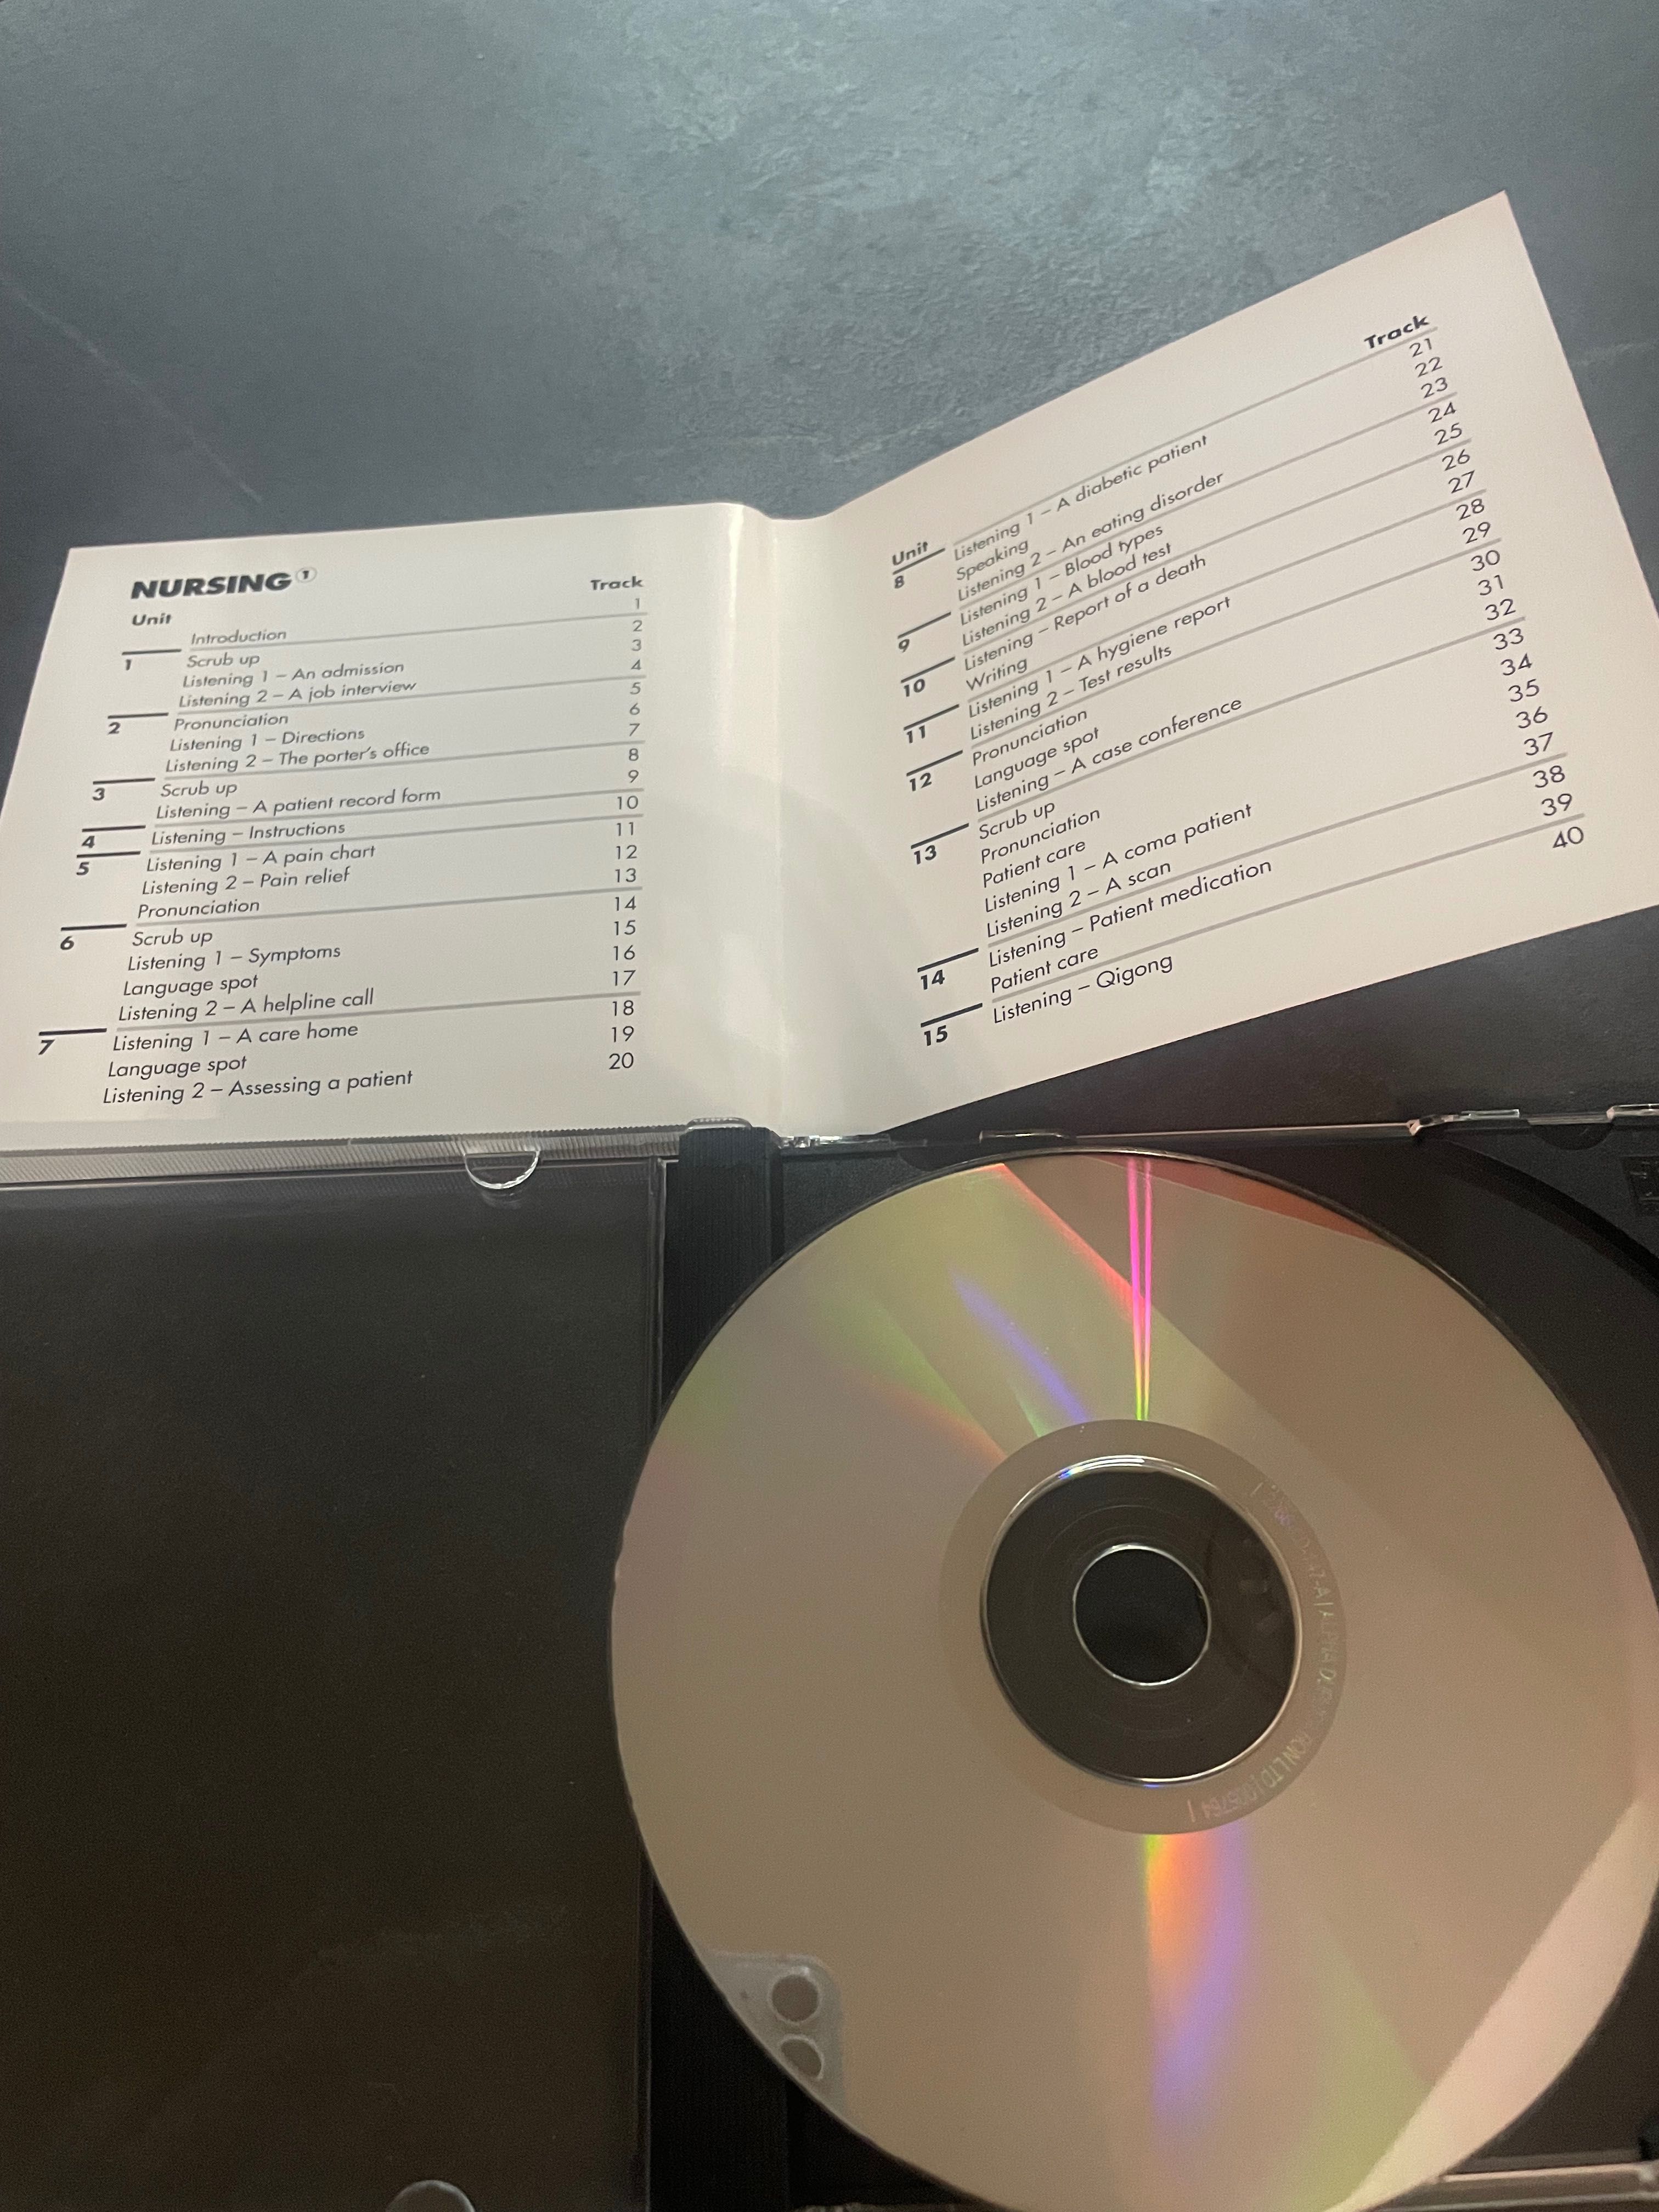 NURSING 1
Unit Track
Introduction 1
1 Scrub up 2
Listening 1 – An admission 3
Listening 2 – A job interview 4
2 Pronunciation 5
Listening 1 – Directions 6
Listening 2 – The porter's office 7
3 Scrub up 8
Listening – A patient record form 9
4 Listening – Instructions 10
5 Listening 1 – A pain chart 11
Listening 2 – Pain relief 12
Pronunciation 13
6 Scrub up 14
Listening 1 – Symptoms 15
Language spot 16
Listening 2 – A helpline call 17
7 Listening 1 – A care home 18
Language spot 19
Listening 2 – Assessing a patient 20
Unit Track
8 Listening 1 – A diabetic patient 21
Speaking 22
Listening 2 – An eating disorder 23
9 Listening 1 – Blood types 24
Listening 2 – A blood test 25
10 Listening – Report of a death 26
Writing 27
11 Listening 1 – A hygiene report 28
Listening 2 – Test results 29
12 Pronunciation 30
Language spot 31
Listening – A case conference 32
13 Scrub up 33
Pronunciation 34
Patient care 35
Listening 1 – A coma patient 36
Listening 2 – A scan 37
14 Listening – Patient medication 38
Patient care 39
15 Listening – Qigong 40
LTD